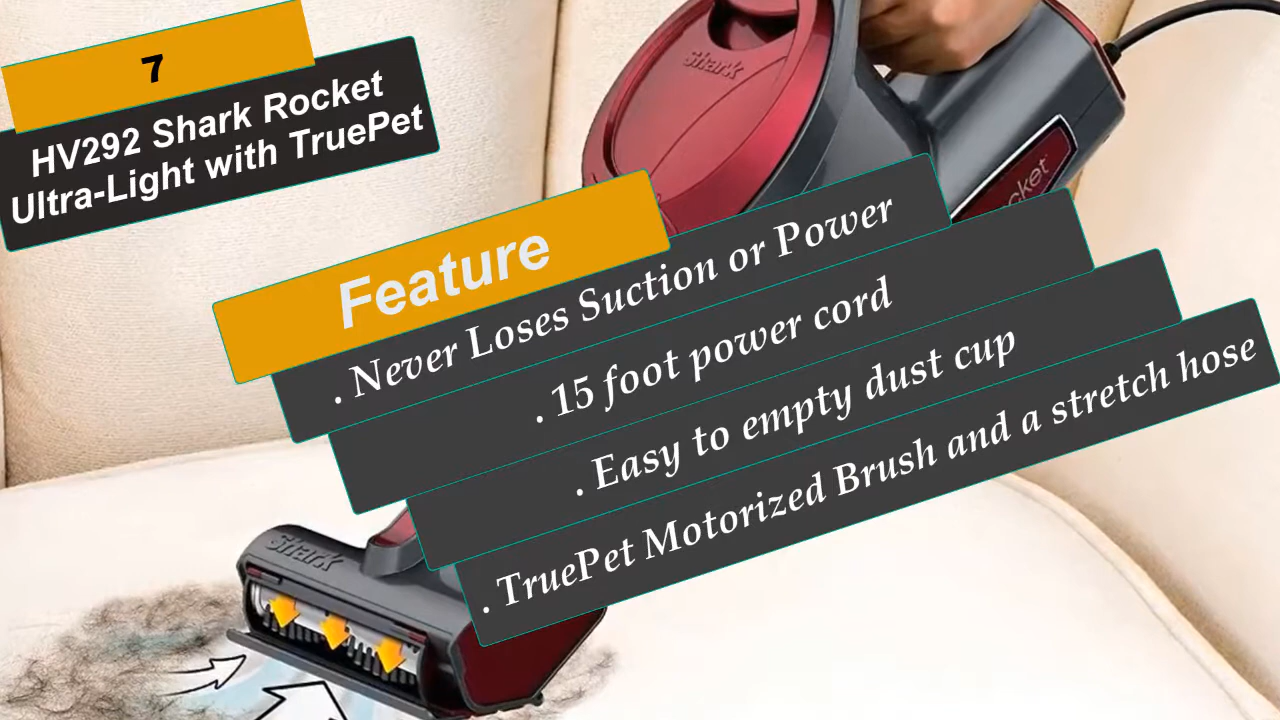 7
HV292 Shark Rocket
Ultra-Light with TruePet
Shark
ocket
Feature
. Never Loses Suction or Power
. 15 foot power cord
. Easy to empty dust cup
. TruePet Motorized Brush and a stretch hose
Shark